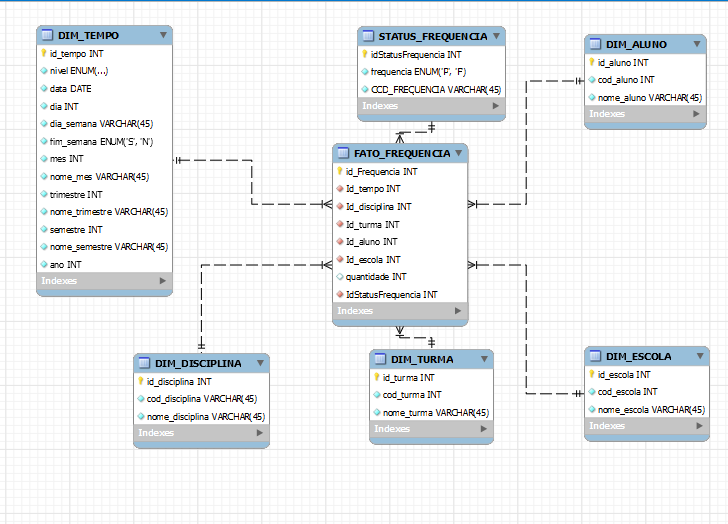 DIM_TEMPO
id_tempo INT
nivel ENUM(...)
data DATE
dia INT
dia_semana VARCHAR(45)
fim_semana ENUM('S', 'N')
mes INT
nome_mes VARCHAR(45)
trimestre INT
nome_trimestre VARCHAR(45)
semestre INT
nome_semestre VARCHAR(45)
ano INT
Indexes
STATUS_FREQUENCIA
idStatusFrequencia INT
frequencia ENUM('P', 'F')
CCD_FREQUENCIA VARCHAR(45)
Indexes
DIM_ALUNO
id_aluno INT
cod_aluno INT
nome_aluno VARCHAR(45)
Indexes
FATO_FREQUENCIA
id_Frequencia INT
Id_tempo INT
Id_disciplina INT
Id_turma INT
Id_aluno INT
Id_escola INT
quantidade INT
IdStatusFrequencia INT
Indexes
DIM_DISCIPLINA
id_disciplina INT
cod_disciplina VARCHAR(45)
nome_disciplina VARCHAR(45)
Indexes
DIM_TURMA
id_turma INT
cod_turma INT
nome_turma VARCHAR(45)
Indexes
DIM_ESCOLA
id_escola INT
cod_escola INT
nome_escola VARCHAR(45)
Indexes